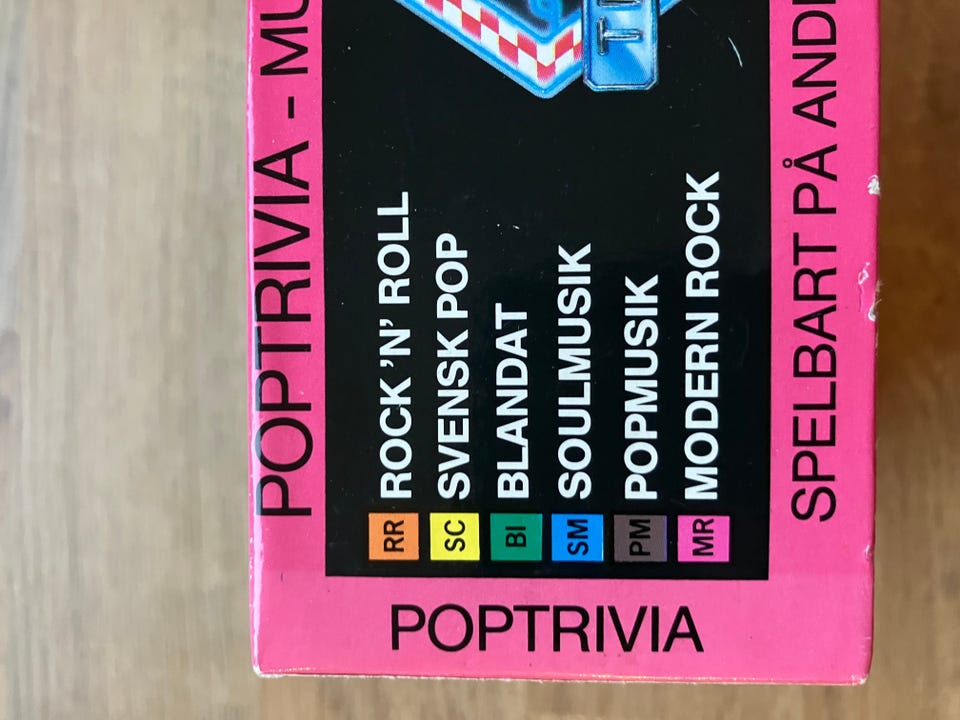 POPTRIVIA - MU
RR ROCK 'N' ROLL
SC SVENSK POP
BI BLANDAT
SM SOULMUSIK
PM POPMUSIK
MR MODERN ROCK
SPELBART PÅ
POPTRIVIA